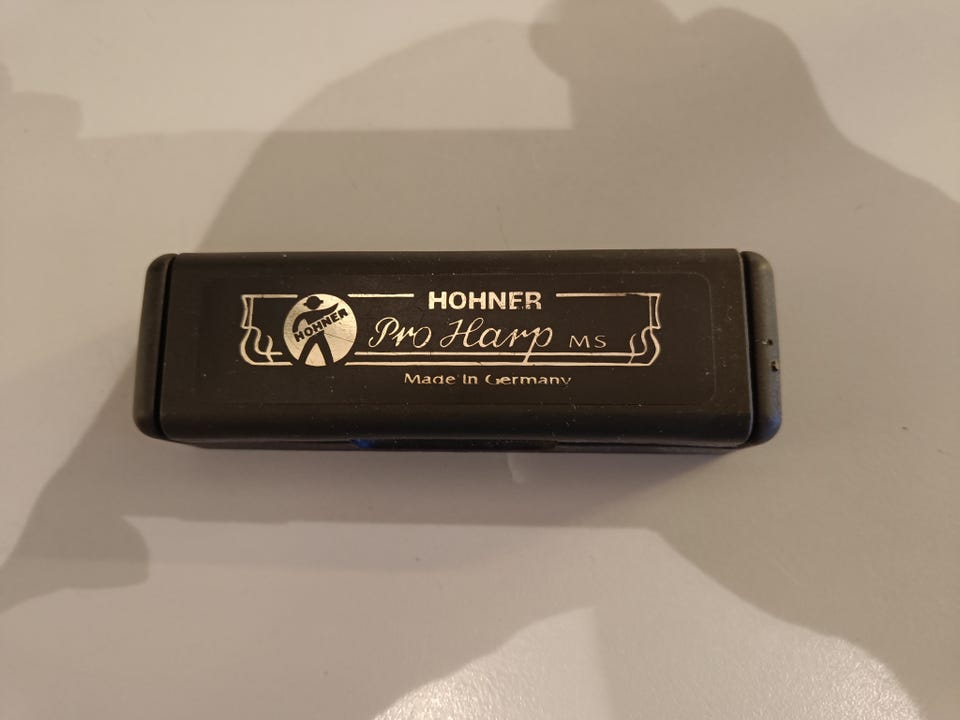 HOHNER
HOHNER
Pro Harp MS
Made In Germany